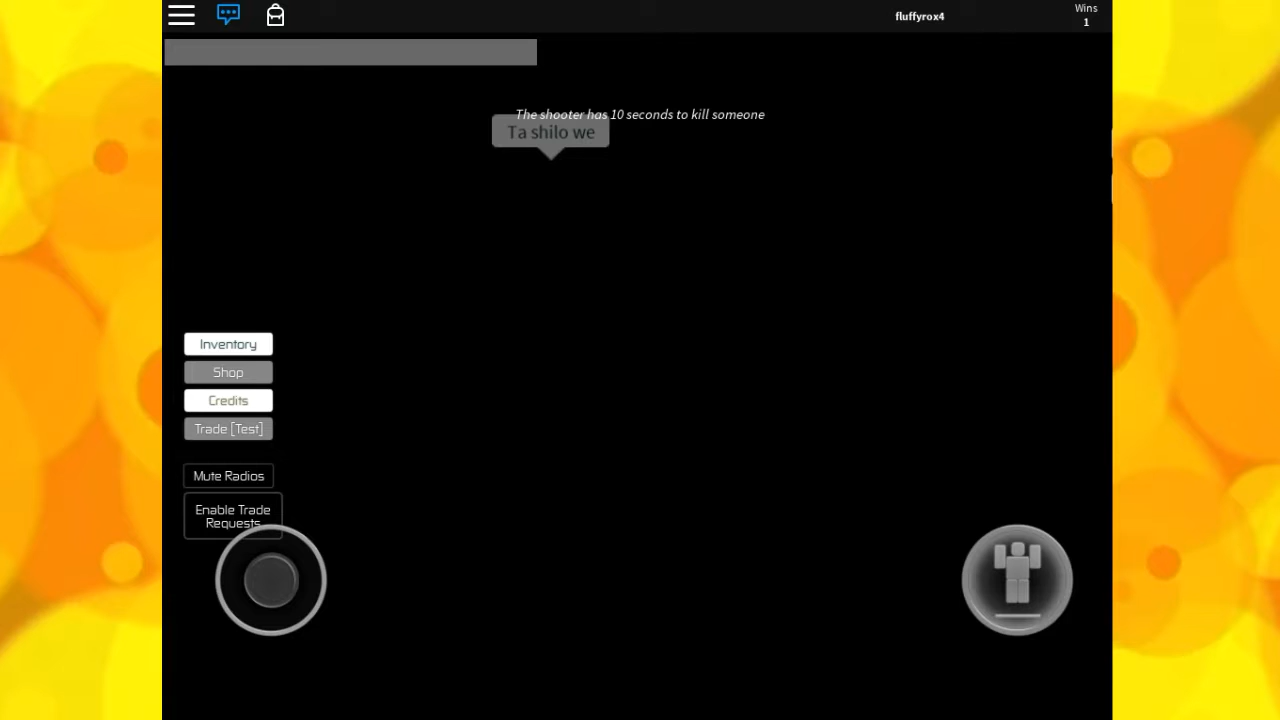 fluffyrox4
Wins
1
The shooter has 10 seconds to kill someone
Ta shilo we
Inventory
Shop
Credits
Trade [Test]
Mute Radios
Enable Trade
Requests